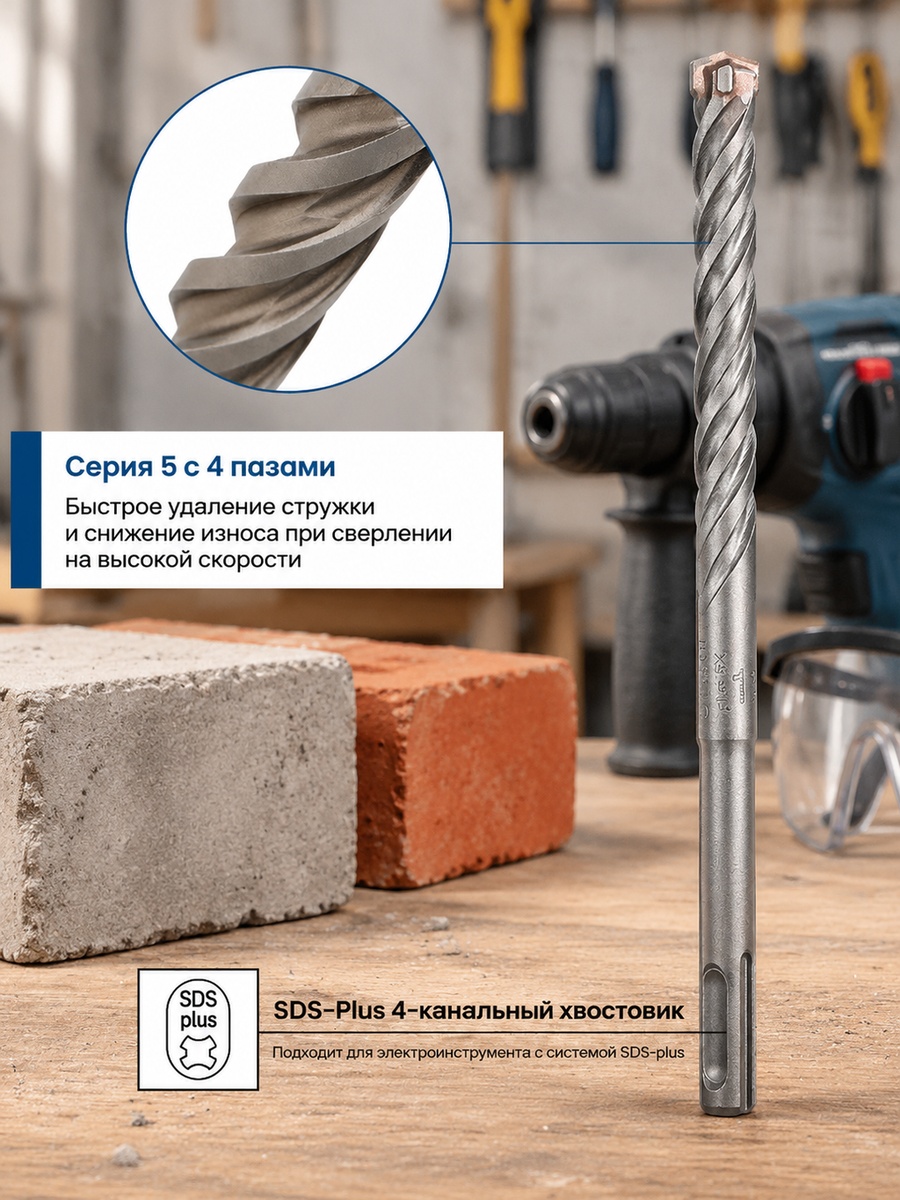 Серия 5 с 4 пазами
Быстрое удаление стружки
и снижение износа при сверлении
на высокой скорости
SDS
plus
SDS-Plus 4-канальный хвостовик
Подходит для электроинструмента с системой SDS-plus